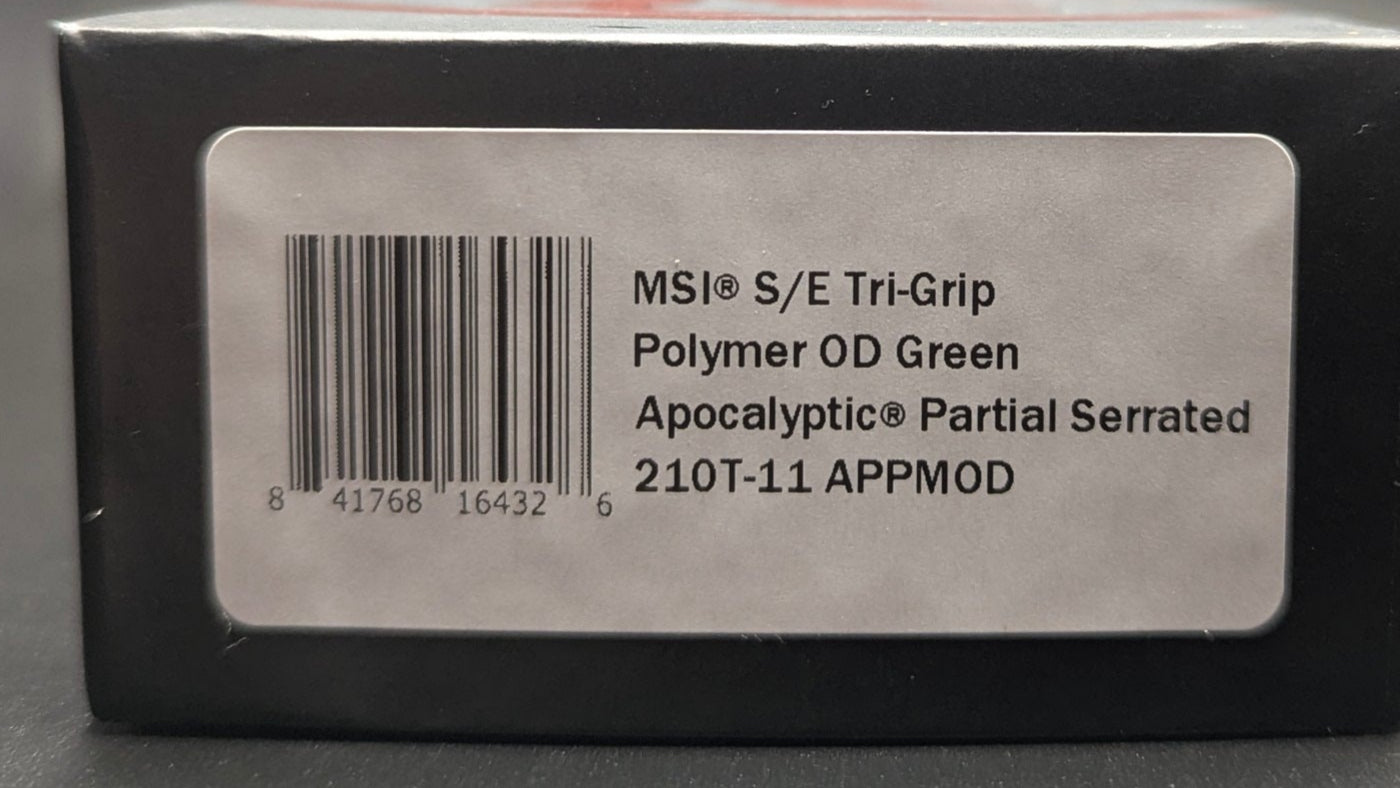 MSI® S/E Tri-Grip
Polymer OD Green
Apocalyptic® Partial Serrated
210T-11 APPMOD
8 41768 16432 6